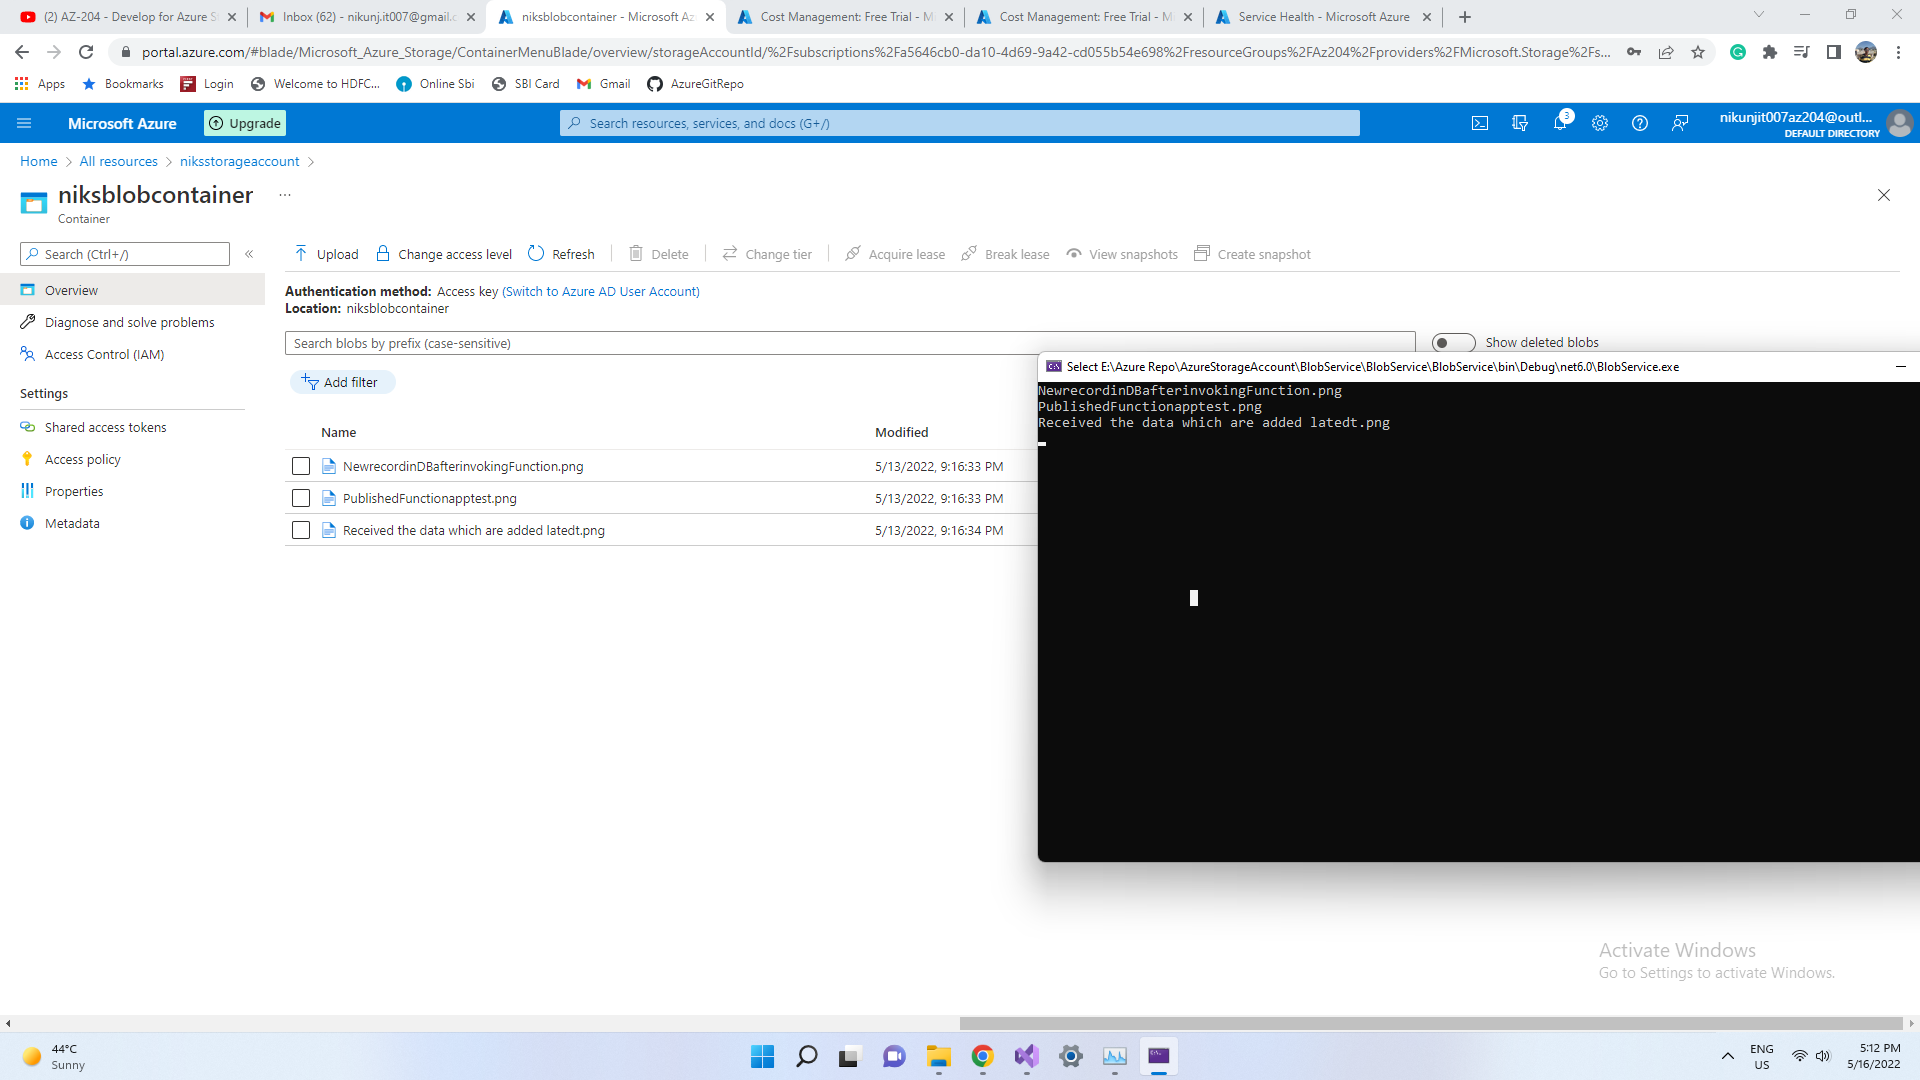 (2) AZ-204 - Develop for Azure S
Inbox (62) - nikunj.it007@gmail.c
niksblobcontainer - Microsoft Az
Cost Management: Free Trial - M
Cost Management: Free Trial - M
Service Health - Microsoft Azure
portal.azure.com/#blade/Microsoft_Azure_Storage/ContainerMenuBlade/overview/storageAccountId/%2Fsubscriptions%2Fa5646cb0-da10-4d69-9a42-cd055b54e698%2FresourceGroups%2FAz204%2Fproviders%2FMicrosoft.Storage%2Fs...
Apps
Bookmarks
Login
Welcome to HDFC...
Online Sbi
SBI Card
Gmail
AzureGitRepo
Microsoft Azure
Upgrade
Search resources, services, and docs (G+/)
3
nikunjit007az204@outl...
DEFAULT DIRECTORY
Home > All resources > niksstorageaccount >
niksblobcontainer ...
Container
Search (Ctrl+/)
«
Upload
Change access level
Refresh
Delete
Change tier
Acquire lease
Break lease
View snapshots
Create snapshot
Overview
Diagnose and solve problems
Access Control (IAM)
Settings
Shared access tokens
Access policy
Properties
Metadata
Authentication method: Access key (Switch to Azure AD User Account)
Location: niksblobcontainer
Search blobs by prefix (case-sensitive)
Show deleted blobs
Add filter
Name
Modified
NewrecordinDBafterinvokingFunction.png
5/13/2022, 9:16:33 PM
PublishedFunctionapptest.png
5/13/2022, 9:16:33 PM
Received the data which are added latedt.png
5/13/2022, 9:16:34 PM
Select E:\Azure Repo\AzureStorageAccount\BlobService\BlobService\BlobService\bin\Debug\net6.0\BlobService.exe
NewrecordinDBafterinvokingFunction.png
PublishedFunctionapptest.png
Received the data which are added latedt.png
Activate Windows
Go to Settings to activate Windows.
44°C
Sunny
ENG
US
5:12 PM
5/16/2022